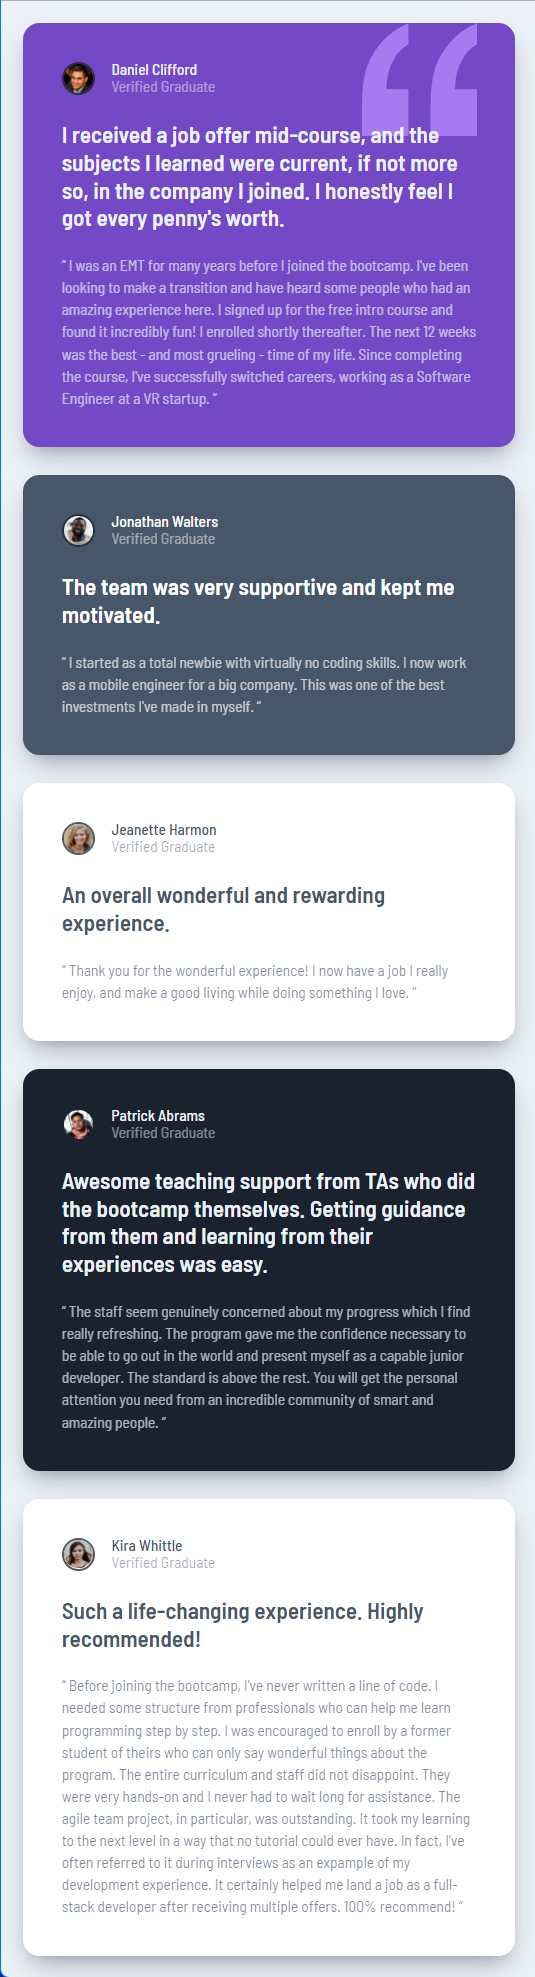 Daniel Clifford
Verified Graduate
I received a job offer mid-course, and the
subjects I learned were current, if not more
so, in the company I joined. I honestly feel I
got every penny's worth.
“ I was an EMT for many years before I joined the bootcamp. I've been
looking to make a transition and have heard some people who had an
amazing experience here. I signed up for the free intro course and
found it incredibly fun! I enrolled shortly thereafter. The next 12 weeks
was the best - and most grueling - time of my life. Since completing
the course, I've successfully switched careers, working as a Software
Engineer at a VR startup. ”
Jonathan Walters
Verified Graduate
The team was very supportive and kept me
motivated.
“ I started as a total newbie with virtually no coding skills. I now work
as a mobile engineer for a big company. This was one of the best
investments I've made in myself. ”
Jeanette Harmon
Verified Graduate
An overall wonderful and rewarding
experience.
“ Thank you for the wonderful experience! I now have a job I really
enjoy, and make a good living while doing something I love. ”
Patrick Abrams
Verified Graduate
Awesome teaching support from TAs who did
the bootcamp themselves. Getting guidance
from them and learning from their
experiences was easy.
“ The staff seem genuinely concerned about my progress which I find
really refreshing. The program gave me the confidence necessary to
be able to go out in the world and present myself as a capable junior
developer. The standard is above the rest. You will get the personal
attention you need from an incredible community of smart and
amazing people. ”
Kira Whittle
Verified Graduate
Such a life-changing experience. Highly
recommended!
“ Before joining the bootcamp, I've never written a line of code. I
needed some structure from professionals who can help me learn
programming step by step. I was encouraged to enroll by a former
student of theirs who can only say wonderful things about the
program. The entire curriculum and staff did not disappoint. They
were very hands-on and I never had to wait long for assistance. The
agile team project, in particular, was outstanding. It took my learning
to the next level in a way that no tutorial could ever have. In fact, I've
often referred to it during interviews as an expample of my
development experience. It certainly helped me land a job as a full-
stack developer after receiving multiple offers. 100% recommend! ”